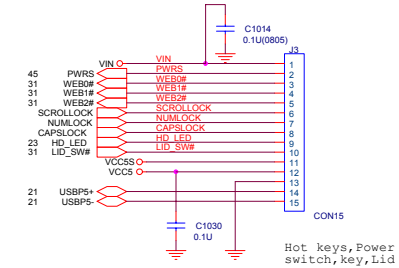 C1014
0.1U(0805)
J3
VIN VIN 1
45 PWRS PWRS 2
31 WEB0# WEB0# 3
31 WEB1# WEB1# 4
31 WEB2# WEB2# 5
SCROLLOCK SCROLLOCK 6
NUMLOCK NUMLOCK 7
CAPSLOCK CAPSLOCK 8
23 HD_LED HD_LED 9
31 LID_SW# LID_SW# 10
VCC5S 11
VCC5 12
13
21 USBP5+ 14
21 USBP5- 15
CON15
C1030
0.1U
Hot keys,Power
switch,key,Lid